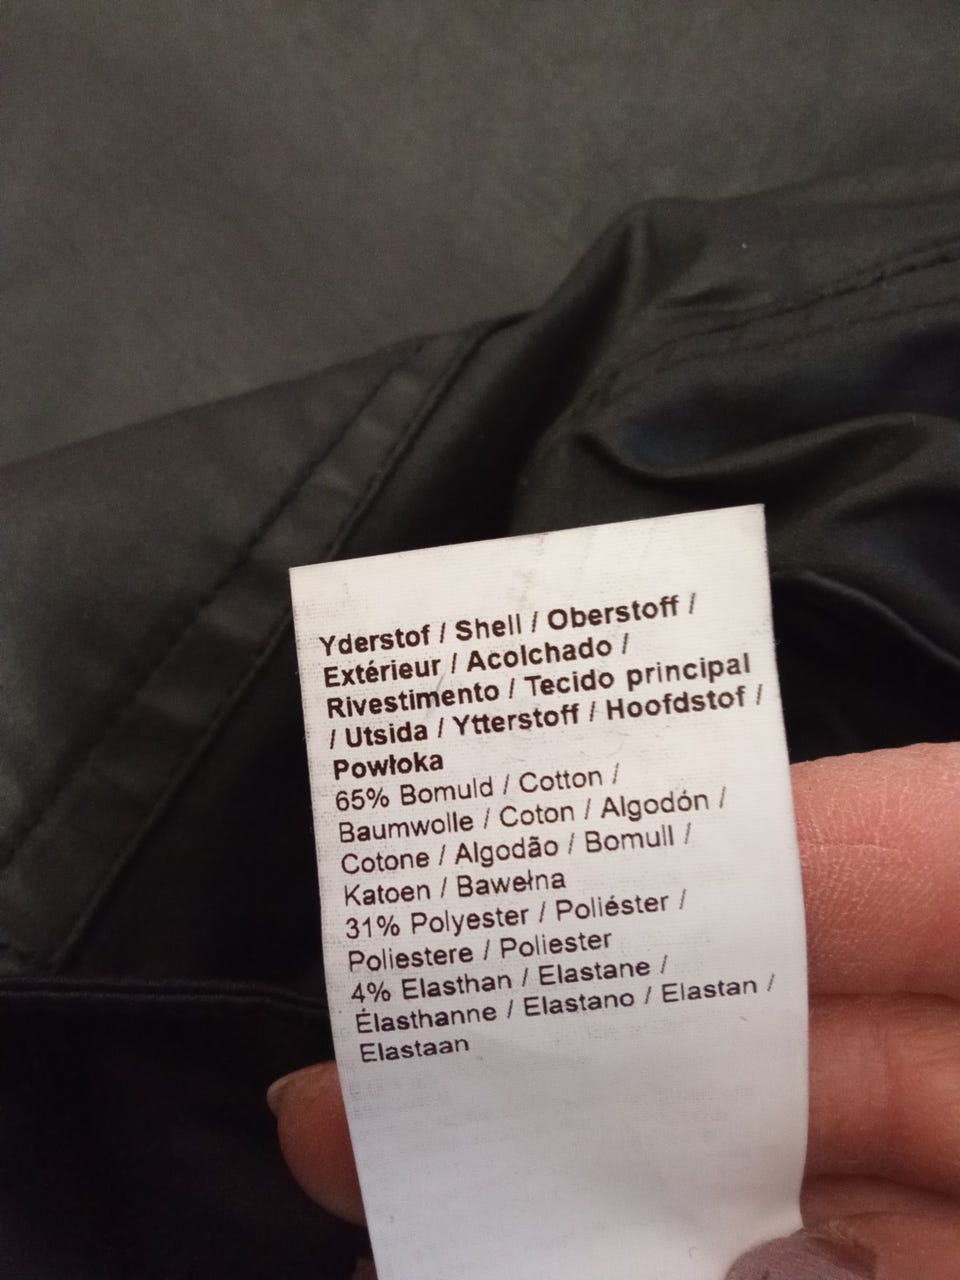 Yderstof / Shell / Oberstoff /
Extérieur / Acolchado /
Rivestimento / Tecido principal
/ Utsida / Ytterstoff / Hoofdstof /
Powłoka
65% Bomuld / Cotton /
Baumwolle / Coton / Algodón /
Cotone / Algodão / Bomull /
Katoen / Bawełna
31% Polyester / Poliéster /
Poliestere / Poliester
4% Elasthan / Elastane /
Élasthanne / Elastano / Elastan /
Elastaan